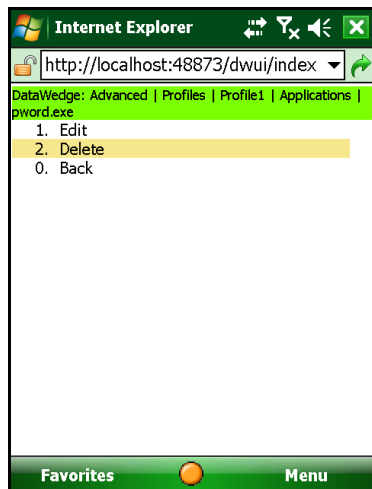 Internet Explorer
http://localhost:48873/dwui/index
DataWedge: Advanced | Profiles | Profile1 | Applications |
pword.exe
1. Edit
2. Delete
0. Back
Favorites Menu